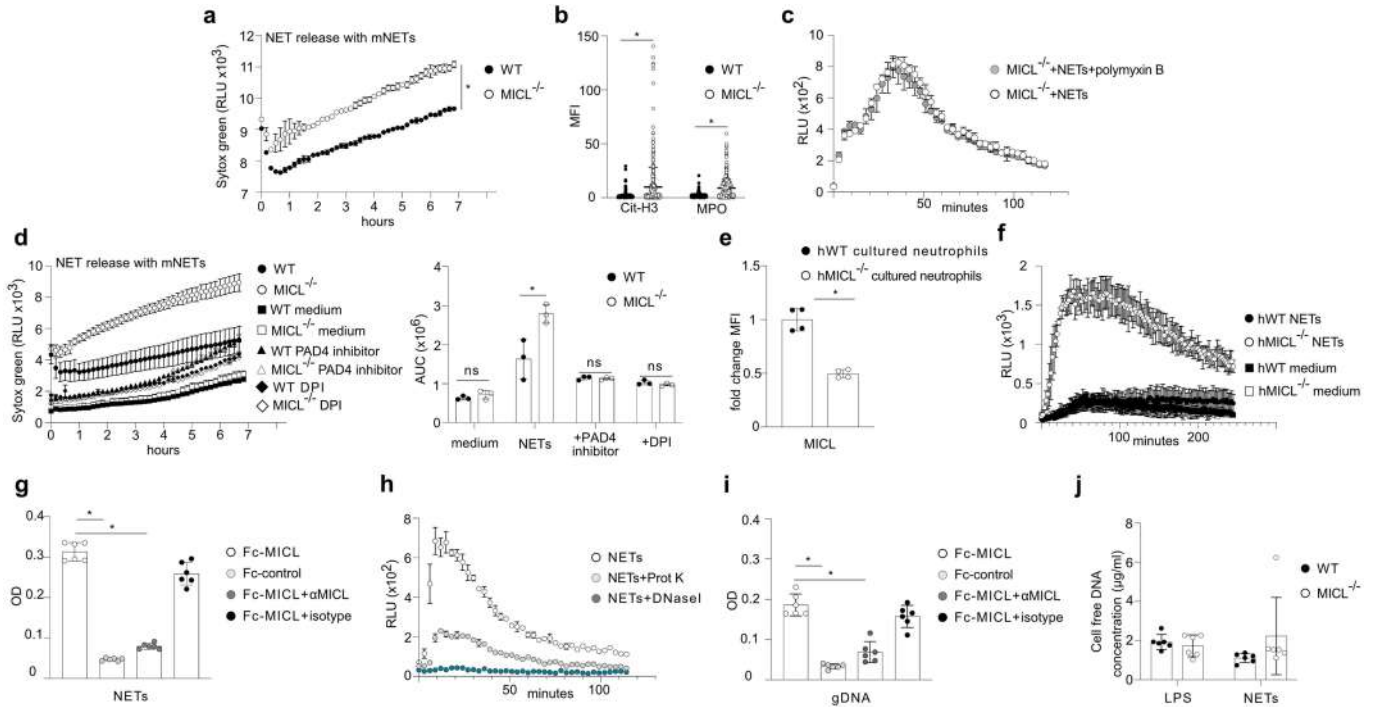 a
NET release with mNETs
Sytox green (RLU x10³)
12
11
10
9
8
7
0 1 2 3 4 5 6 7
hours
*
WT
MICL⁻/⁻
b
MFI
150
100
50
0
*
*
Cit-H3 MPO
WT
MICL⁻/⁻
c
RLU (x10²)
10
8
6
4
2
0
50 100
minutes
MICL⁻/⁻+NETs+polymyxin B
MICL⁻/⁻+NETs
d
NET release with mNETs
Sytox green (RLU x10³)
10
8
6
4
2
0
0 1 2 3 4 5 6 7
hours
WT
MICL⁻/⁻
WT medium
MICL⁻/⁻ medium
WT PAD4 inhibitor
MICL⁻/⁻ PAD4 inhibitor
WT DPI
MICL⁻/⁻ DPI
AUC (x10⁶)
4
3
2
1
0
ns
*
ns
ns
medium NETs +PAD4 inhibitor +DPI
WT
MICL⁻/⁻
e
hWT cultured neutrophils
hMICL⁻/⁻ cultured neutrophils
fold change MFI
1.5
1.0
0.5
0.0
*
MICL
f
RLU (x10³)
2
1.5
1
0.5
0
100 200
minutes
hWT NETs
hMICL⁻/⁻ NETs
hWT medium
hMICL⁻/⁻ medium
g
OD
0.4
0.3
0.2
0.1
0
*
*
NETs
Fc-MICL
Fc-control
Fc-MICL+αMICL
Fc-MICL+isotype
h
RLU (x10²)
8
6
4
2
0
50 100
minutes
NETs
NETs+Prot K
NETs+DNaseI
i
OD
0.4
0.3
0.2
0.1
0
*
*
gDNA
Fc-MICL
Fc-control
Fc-MICL+αMICL
Fc-MICL+isotype
j
Cell free DNA
concentration (µg/ml)
8
6
4
2
0
LPS NETs
WT
MICL⁻/⁻